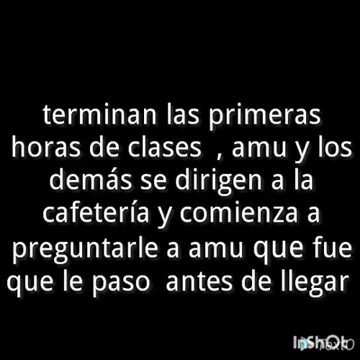 terminan las primeras
horas de clases , amu y los
demás se dirigen a la
cafetería y comienza a
preguntarle a amu que fue
que le paso antes de llegar
InShOt